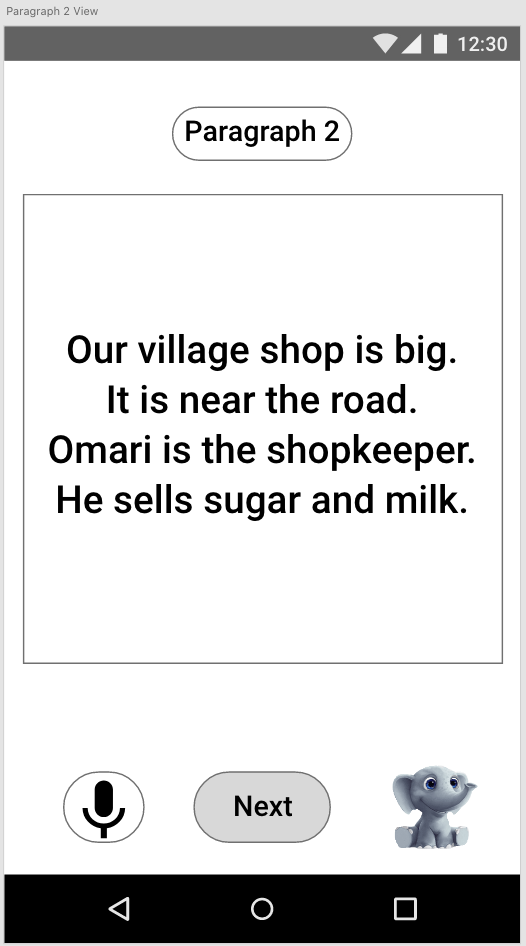 Paragraph 2 View
12:30
Paragraph 2
Our village shop is big.
It is near the road.
Omari is the shopkeeper.
He sells sugar and milk.
Next